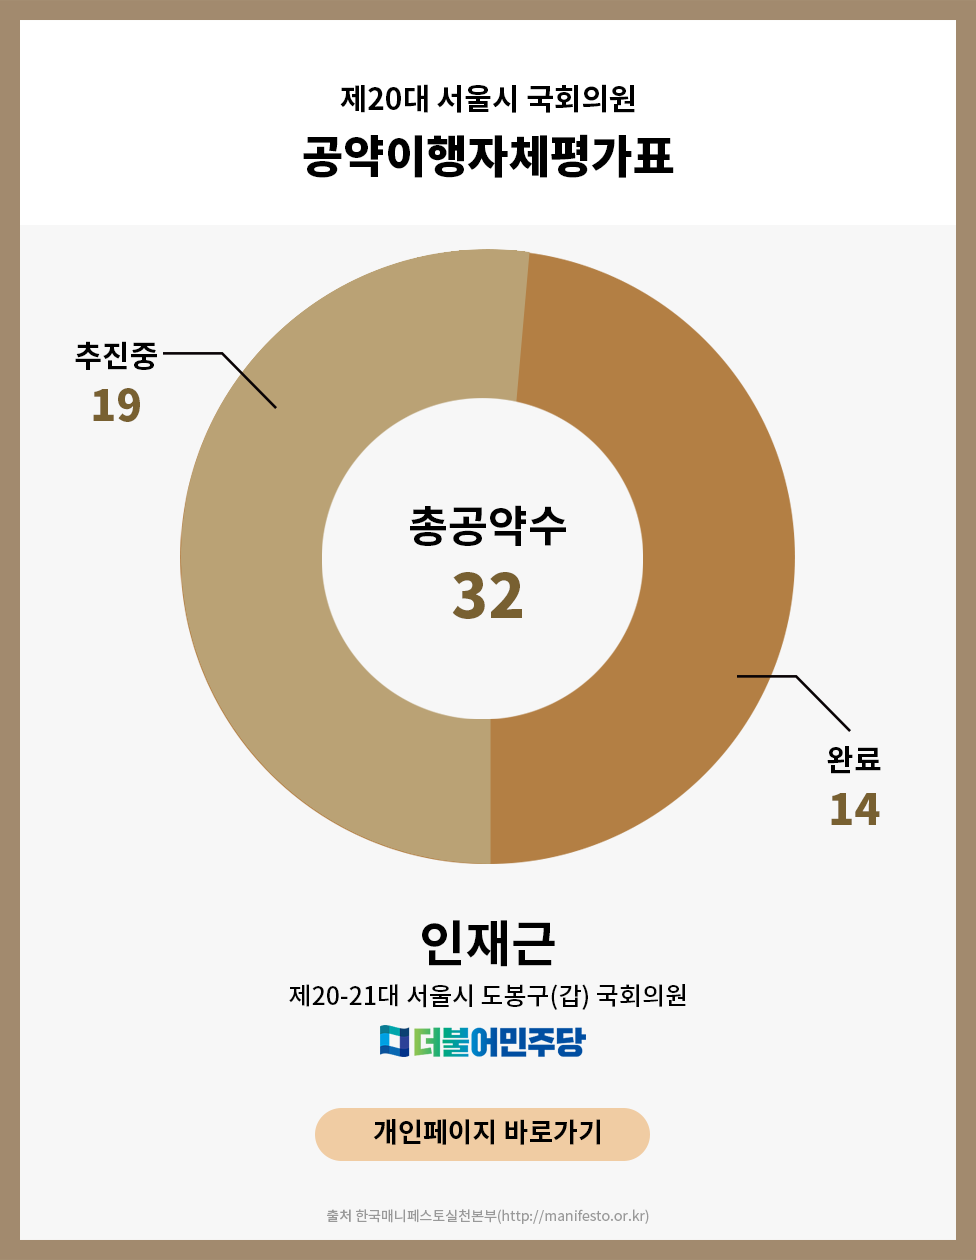 제20대 서울시 국회의원
공약이행자체평가표
추진중
19
총공약수
32
완료
14
인재근
제20-21대 서울시 도봉구(갑) 국회의원
더불어민주당
개인페이지 바로가기
출처 한국매니페스토실천본부(http://manifesto.or.kr)